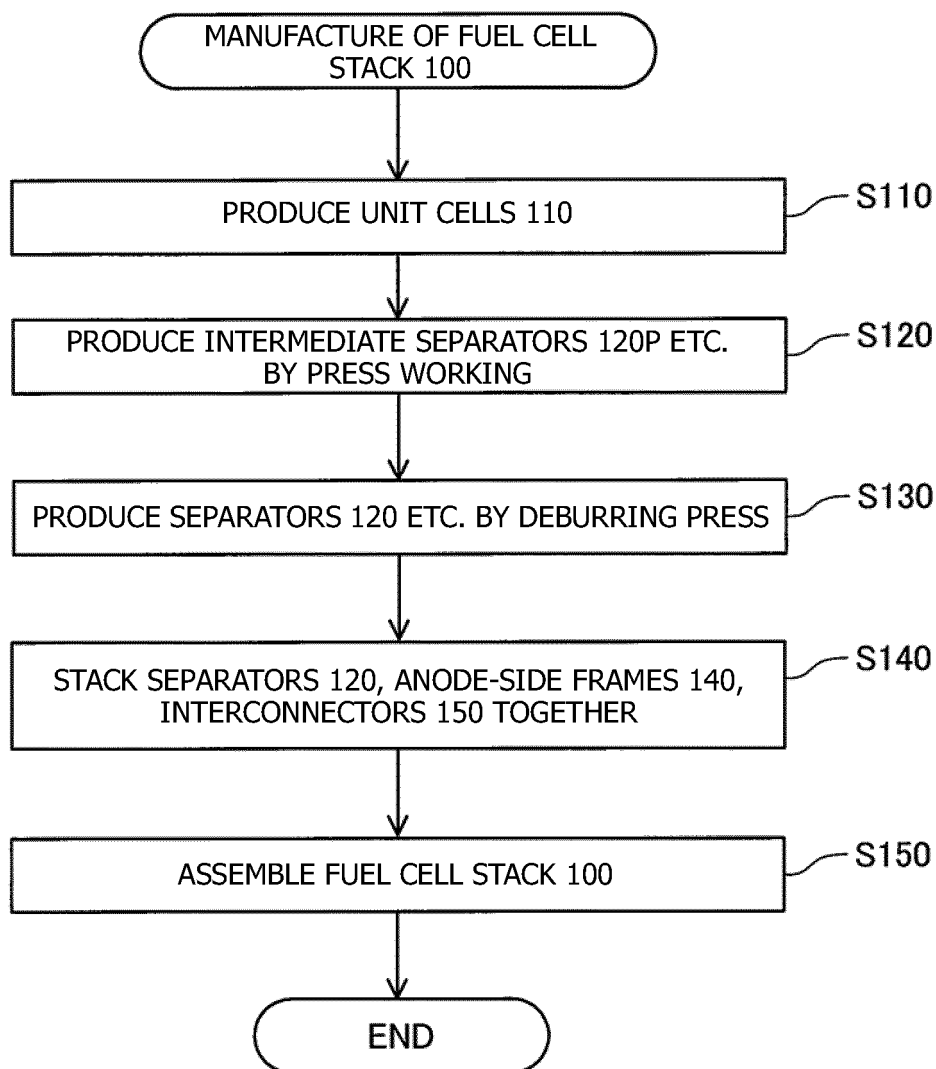 MANUFACTURE OF FUEL CELL
STACK 100
PRODUCE UNIT CELLS 110
S110
PRODUCE INTERMEDIATE SEPARATORS 120P ETC.
BY PRESS WORKING
S120
PRODUCE SEPARATORS 120 ETC. BY DEBURRING PRESS
S130
STACK SEPARATORS 120, ANODE-SIDE FRAMES 140,
INTERCONNECTORS 150 TOGETHER
S140
ASSEMBLE FUEL CELL STACK 100
S150
END